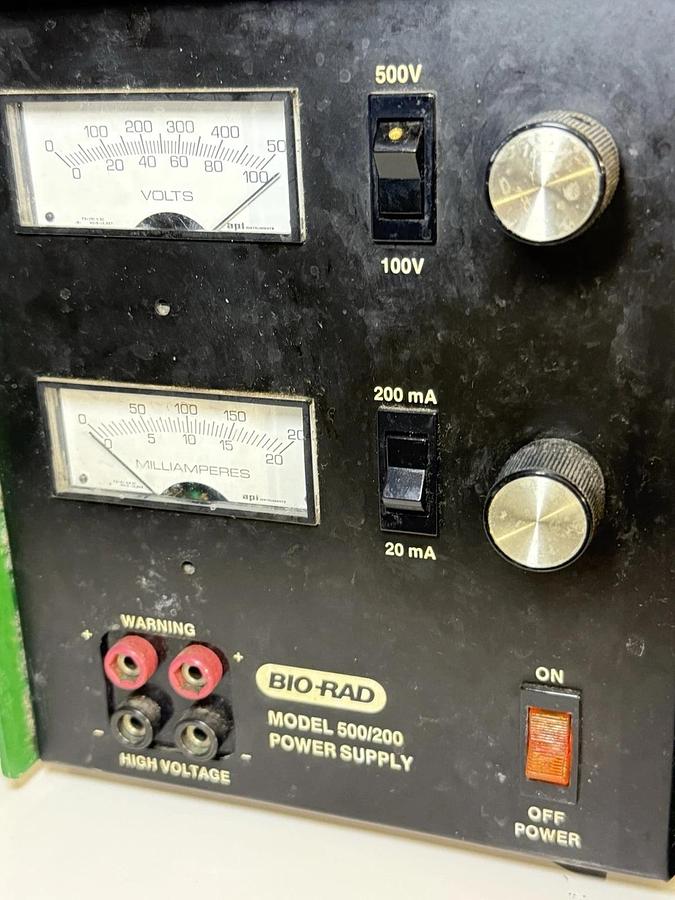 500V
0 100 200 300 400 50
0 20 40 60 80 100
VOLTS
api INSTRUMENTS
100V
200 mA
0 50 100 150 20
0 5 10 15 20
MILLIAMPERES
api INSTRUMENTS
20 mA
WARNING
+ +
- -
HIGH VOLTAGE
BIO-RAD
MODEL 500/200
POWER SUPPLY
ON
OFF
POWER